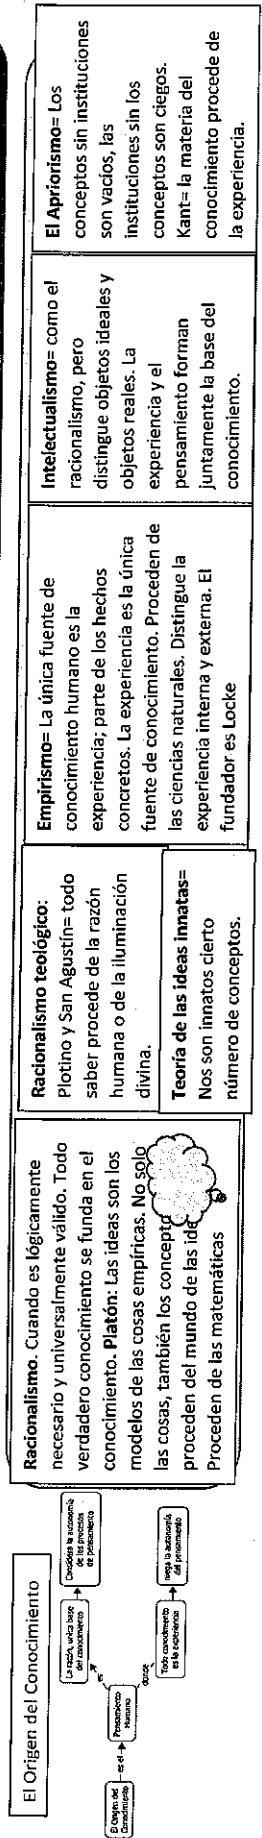 El Origen del Conocimiento
El Origen del
Conocimiento
es el
Pensamiento
Humano
es
La razón, unica base
del conocimiento
Considera la autonomía
de los procesos
de pensamiento
donde
Todo conocimiento
es la experiencia
niega la autonomía
del pensamiento
Racionalismo. Cuando es lógicamente
necesario y universalmente válido. Todo
verdadero conocimiento se funda en el
conocimiento. Platón: Las ideas son los
modelos de las cosas empíricas. No solo
las cosas, también los concept
proceden del mundo de las ide
Proceden de las matemáticas
Racionalismo teológico:
Plotino y San Agustín= todo
saber procede de la razón
humana o de la iluminación
divina.
Teoría de las ideas innatas=
Nos son innatos cierto
número de conceptos.
Empirismo= La única fuente de
conocimiento humano es la
experiencia; parte de los hechos
concretos. La experiencia es la única
fuente de conocimiento. Proceden de
las ciencias naturales. Distingue la
experiencia interna y externa. El
fundador es Locke
Intelectualismo= como el
racionalismo, pero
distingue objetos ideales y
objetos reales. La
experiencia y el
pensamiento forman
juntamente la base del
conocimiento.
El Apriorismo= Los
conceptos sin instituciones
son vacíos, las
instituciones sin los
conceptos son ciegos.
Kant= la materia del
conocimiento procede de
la experiencia.